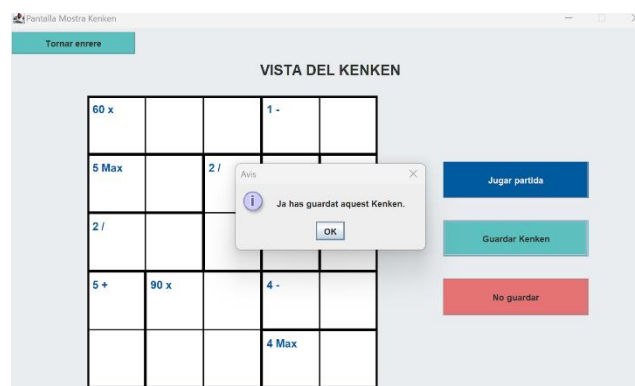 Pantalla Mostra Kenken
Tornar enrere
VISTA DEL KENKEN
60 x
1 -
5 Max
2 /
Avis
Ja has guardat aquest Kenken.
OK
Jugar partida
2 /
Guardar Kenken
5 +
90 x
4 -
No guardar
4 Max